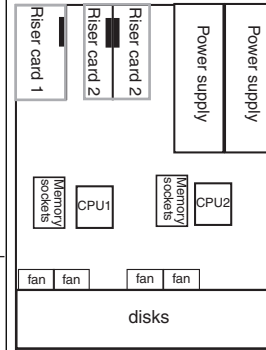 Riser card 1
Riser card 2
Riser card 2
Power supply
Power supply
Memory
sockets
CPU1
Memory
sockets
CPU2
fan
fan
fan
fan
disks